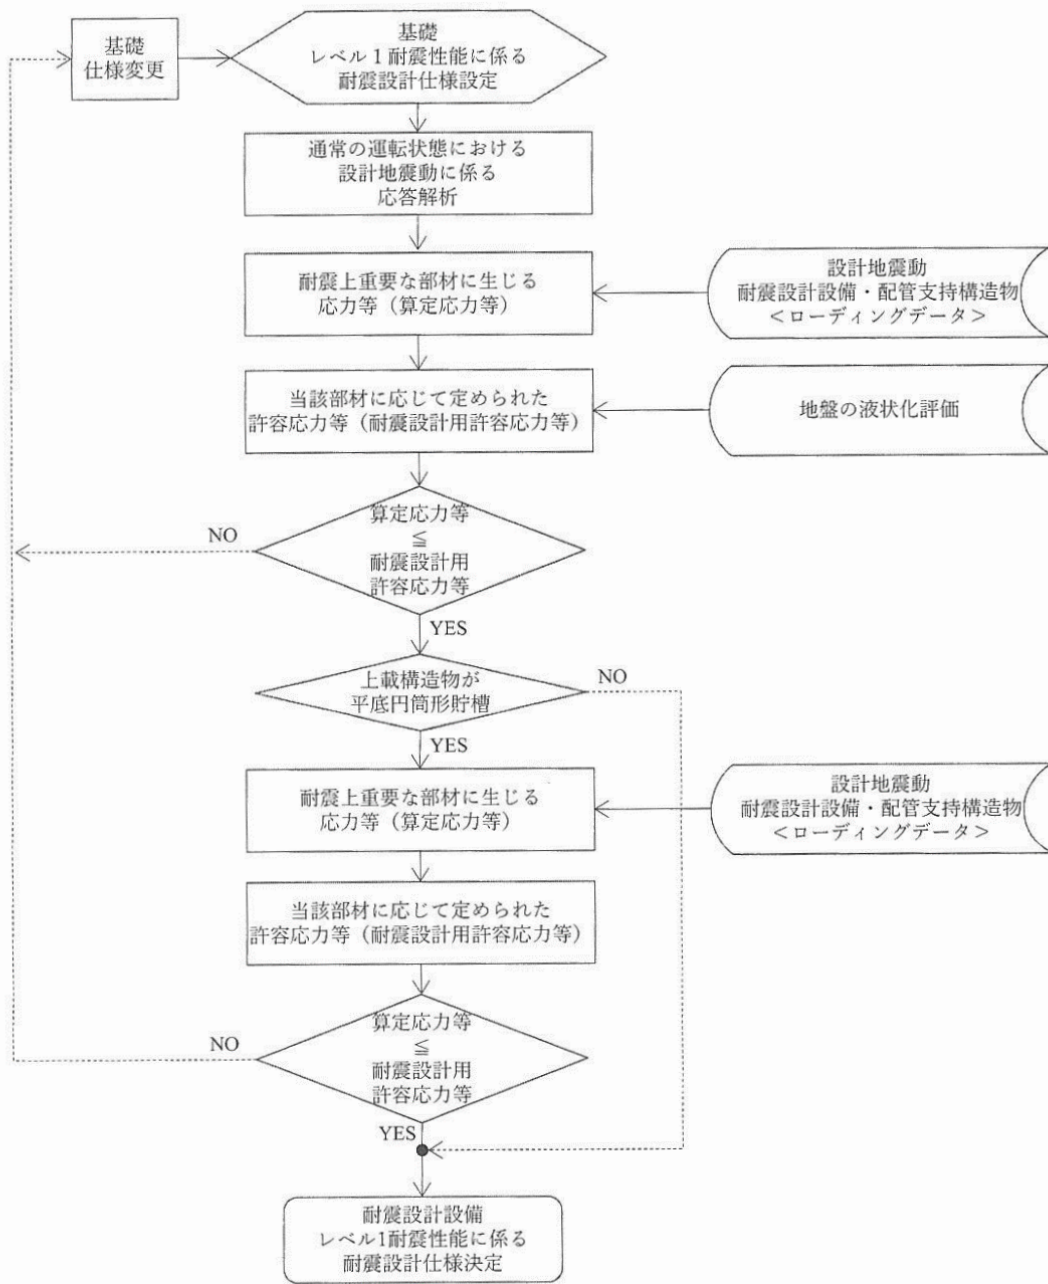 基礎
仕様変更
基礎
レベル1耐震性能に係る
耐震設計仕様設定
通常の運転状態における
設計地震動に係る
応答解析
耐震上重要な部材に生じる
応力等（算定応力等）
設計地震動
耐震設計設備・配管支持構造物
＜ローディングデータ＞
当該部材に応じて定められた
許容応力等（耐震設計用許容応力等）
地盤の液状化評価
算定応力等
≦
耐震設計用
許容応力等
NO
YES
上載構造物が
平底円筒形貯槽
NO
YES
耐震上重要な部材に生じる
応力等（算定応力等）
設計地震動
耐震設計設備・配管支持構造物
＜ローディングデータ＞
当該部材に応じて定められた
許容応力等（耐震設計用許容応力等）
算定応力等
≦
耐震設計用
許容応力等
NO
YES
耐震設計設備
レベル1耐震性能に係る
耐震設計仕様決定